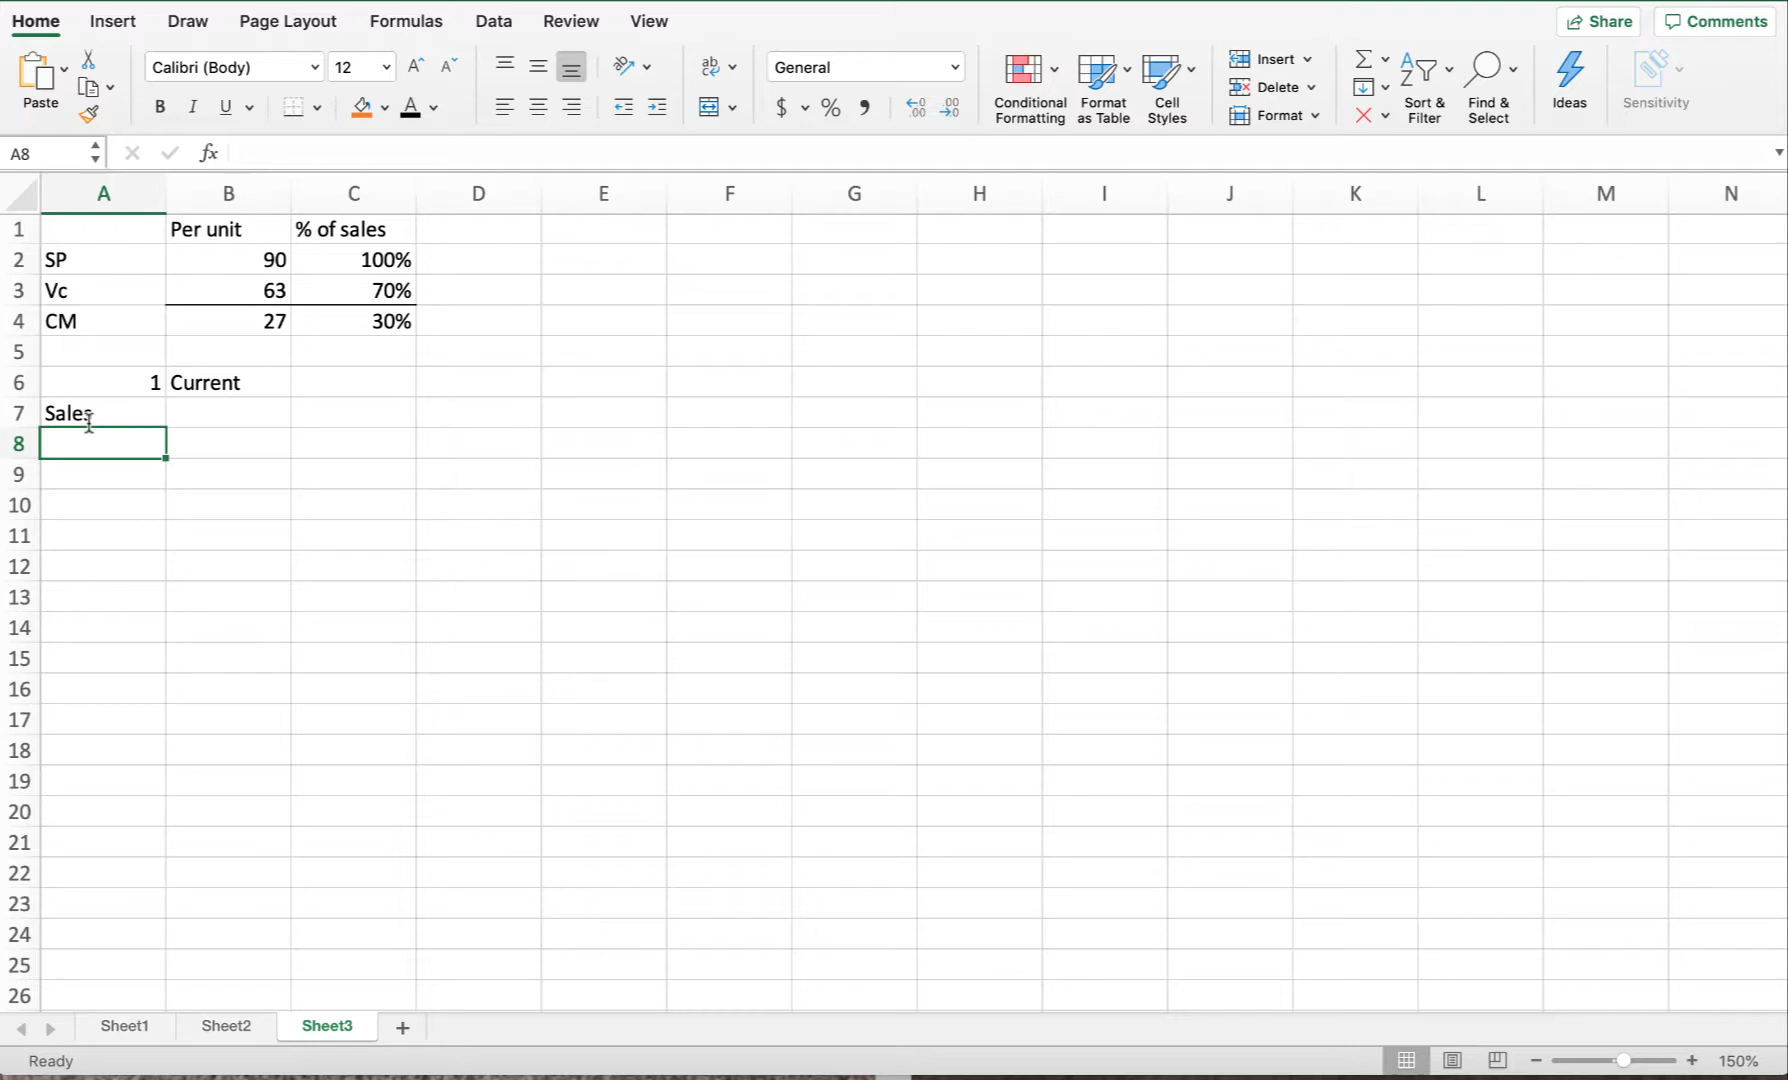 Home Insert Draw Page Layout Formulas Data Review View Share Comments
Paste Calibri (Body) 12 General Conditional Formatting Format as Table Cell Styles Insert Delete Format Sort & Filter Find & Select Ideas Sensitivity
A8 fx
A B C D E F G H I J K L M N
1 Per unit % of sales
2 SP 90 100%
3 Vc 63 70%
4 CM 27 30%
5
6 1 Current
7 Sales
8
9
10
11
12
13
14
15
16
17
18
19
20
21
22
23
24
25
26
Sheet1 Sheet2 Sheet3
Ready 150%